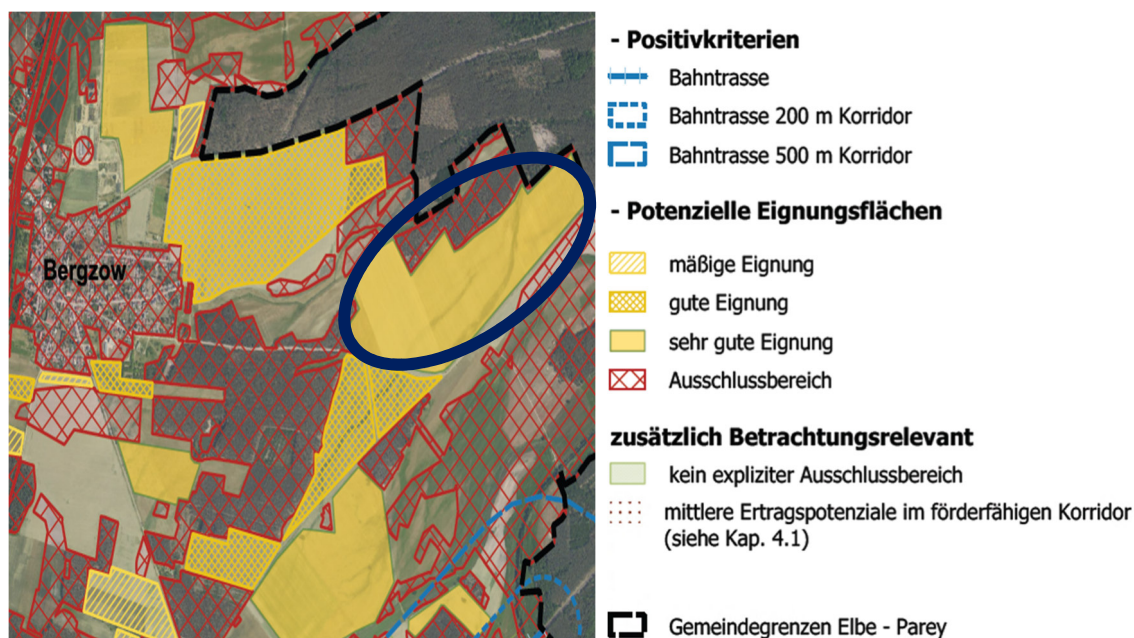 - Positivkriterien
Bahntrasse
Bahntrasse 200 m Korridor
Bahntrasse 500 m Korridor
- Potenzielle Eignungsflächen
mäßige Eignung
gute Eignung
sehr gute Eignung
Ausschlussbereich
zusätzlich Betrachtungsrelevant
kein expliziter Ausschlussbereich
mittlere Ertragspotenziale im förderfähigen Korridor
(siehe Kap. 4.1)
Gemeindegrenzen Elbe - Parey
Bergzow